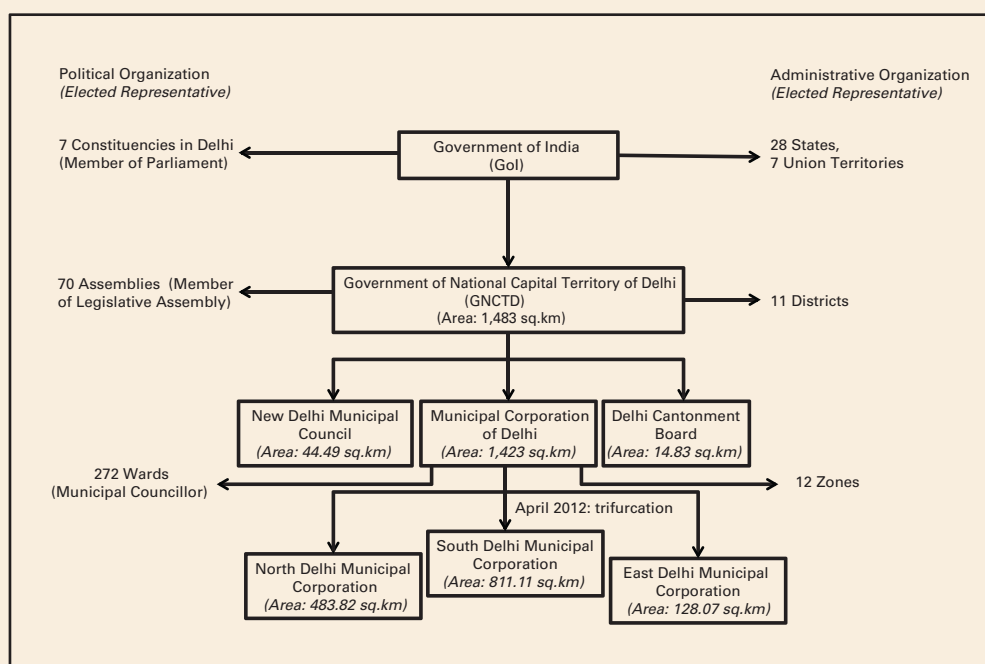 Political Organization
(Elected Representative)
Administrative Organization
(Elected Representative)
7 Constituencies in Delhi
(Member of Parliament)
Government of India
(GoI)
28 States,
7 Union Territories
70 Assemblies (Member
of Legislative Assembly)
Government of National Capital Territory of Delhi
(GNCTD)
(Area: 1,483 sq.km)
11 Districts
New Delhi Municipal
Council
(Area: 44.49 sq.km)
Municipal Corporation
of Delhi
(Area: 1,423 sq.km)
Delhi Cantonment
Board
(Area: 14.83 sq.km)
272 Wards
(Municipal Councillor)
12 Zones
April 2012: trifurcation
North Delhi Municipal
Corporation
(Area: 483.82 sq.km)
South Delhi Municipal
Corporation
(Area: 811.11 sq.km)
East Delhi Municipal
Corporation
(Area: 128.07 sq.km)